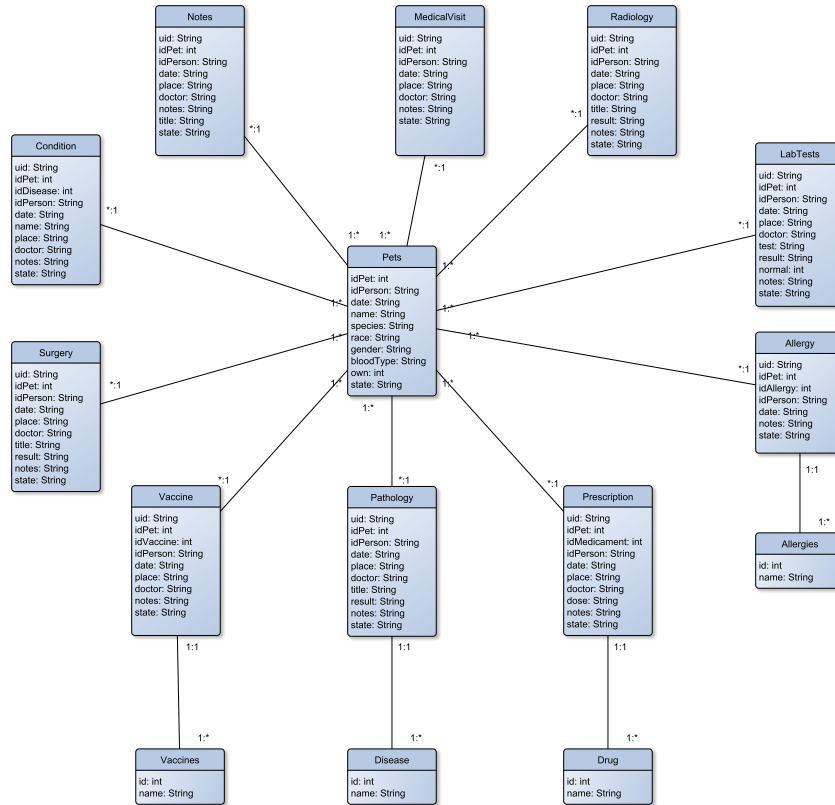 Notes
uid: String
idPet: int
idPerson: String
date: String
place: String
doctor: String
notes: String
title: String
state: String
*:1
MedicalVisit
uid: String
idPet: int
idPerson: String
date: String
place: String
doctor: String
notes: String
state: String
*:1
Radiology
uid: String
idPet: int
idPerson: String
date: String
place: String
doctor: String
title: String
result: String
notes: String
state: String
*:1
Condition
uid: String
idPet: int
idDisease: int
idPerson: String
date: String
name: String
place: String
doctor: String
notes: String
state: String
*:1
LabTests
uid: String
idPet: int
idPerson: String
date: String
place: String
doctor: String
test: String
result: String
normal: int
notes: String
state: String
*:1
1:*
1:*
Pets
idPet: int
idPerson: String
date: String
name: String
species: String
race: String
gender: String
bloodType: String
own: int
state: String
1:*
1:*
1:*
1:*
1:*
1:*
1:*
1:*
Surgery
uid: String
idPet: int
idPerson: String
date: String
place: String
doctor: String
title: String
result: String
notes: String
state: String
*:1
Allergy
uid: String
idPet: int
idAllergy: int
idPerson: String
date: String
notes: String
state: String
*:1
1:1
1:*
Allergies
id: int
name: String
Vaccine
uid: String
idPet: int
idVaccine: int
idPerson: String
date: String
place: String
doctor: String
notes: String
state: String
*:1
1:1
Pathology
uid: String
idPet: int
idPerson: String
date: String
place: String
doctor: String
title: String
result: String
notes: String
state: String
*:1
1:1
Prescription
uid: String
idPet: int
idMedicament: int
idPerson: String
date: String
place: String
doctor: String
dose: String
notes: String
state: String
*:1
1:1
1:*
Vaccines
id: int
name: String
1:*
Disease
id: int
name: String
1:*
Drug
id: int
name: String